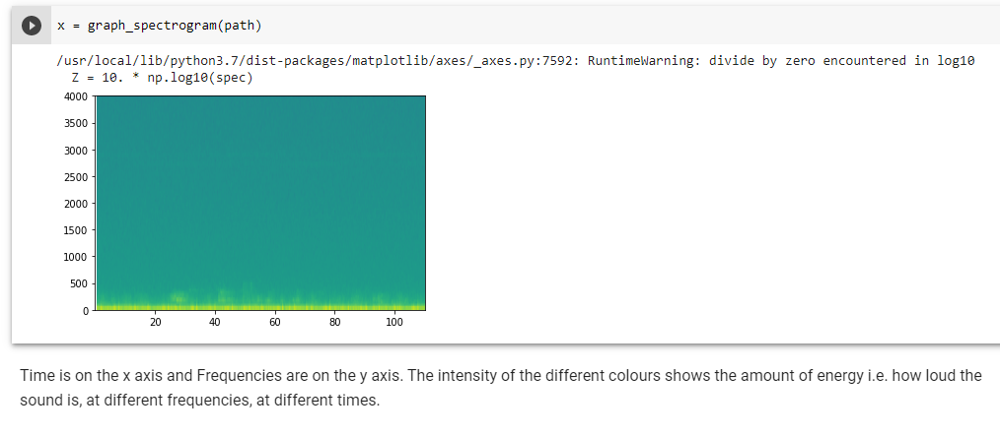 x = graph_spectrogram(path)
/usr/local/lib/python3.7/dist-packages/matplotlib/axes/_axes.py:7592: RuntimeWarning: divide by zero encountered in log10
Z = 10. * np.log10(spec)
4000
3500
3000
2500
2000
1500
1000
500
0
20 40 60 80 100
Time is on the x axis and Frequencies are on the y axis. The intensity of the different colours shows the amount of energy i.e. how loud the
sound is, at different frequencies, at different times.